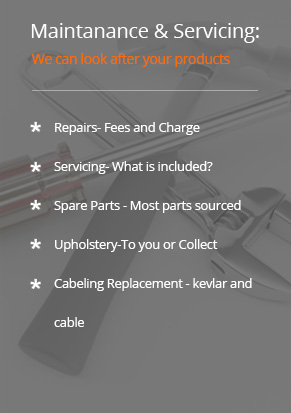 Maintanance & Servicing:
We can look after your products
* Repairs- Fees and Charge
* Servicing- What is included?
* Spare Parts - Most parts sourced
* Upholstery-To you or Collect
* Cabeling Replacement - kevlar and
cable